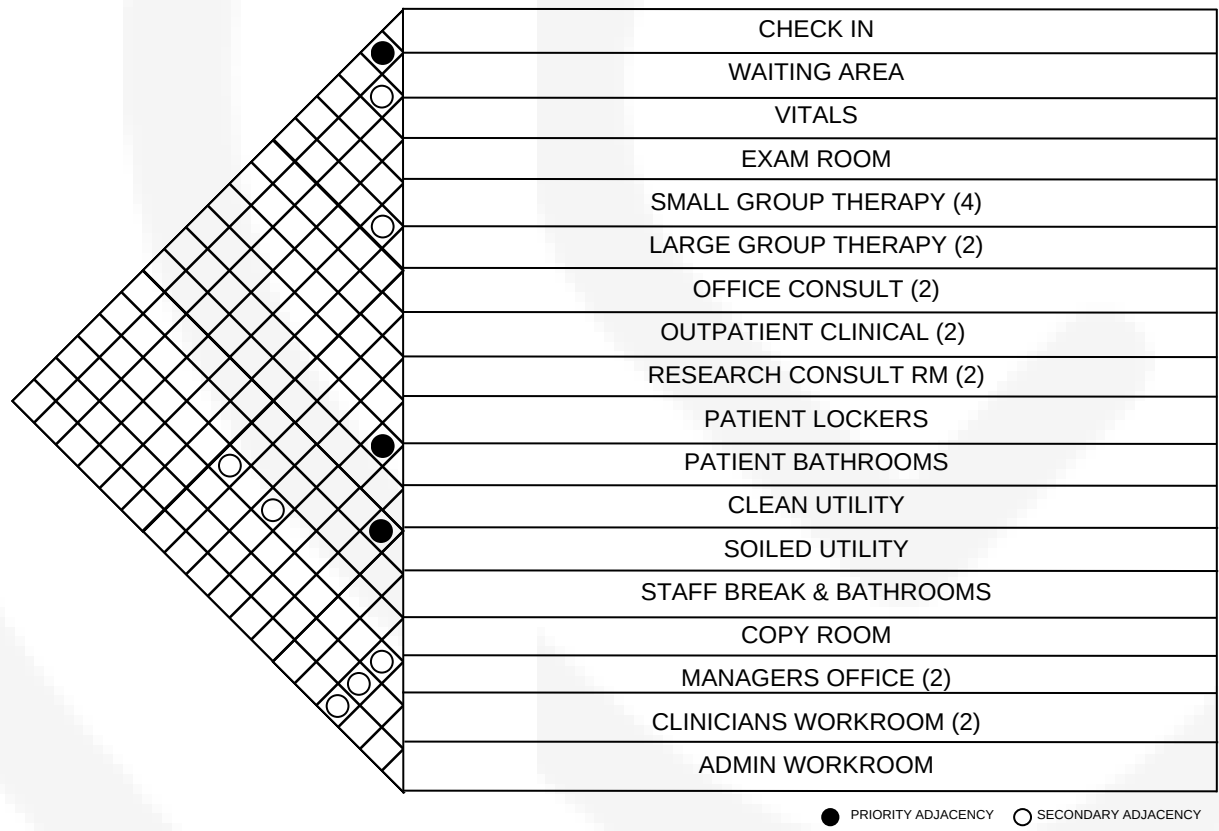 CHECK IN
WAITING AREA
VITALS
EXAM ROOM
SMALL GROUP THERAPY (4)
LARGE GROUP THERAPY (2)
OFFICE CONSULT (2)
OUTPATIENT CLINICAL (2)
RESEARCH CONSULT RM (2)
PATIENT LOCKERS
PATIENT BATHROOMS
CLEAN UTILITY
SOILED UTILITY
STAFF BREAK & BATHROOMS
COPY ROOM
MANAGERS OFFICE (2)
CLINICIANS WORKROOM (2)
ADMIN WORKROOM
PRIORITY ADJACENCY SECONDARY ADJACENCY